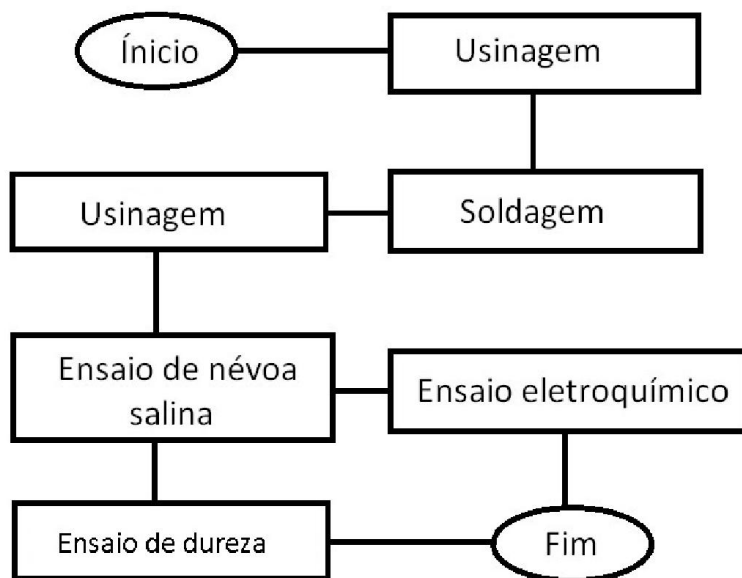 Ínicio
Usinagem
Soldagem
Usinagem
Ensaio de névoa
salina
Ensaio eletroquímico
Ensaio de dureza
Fim